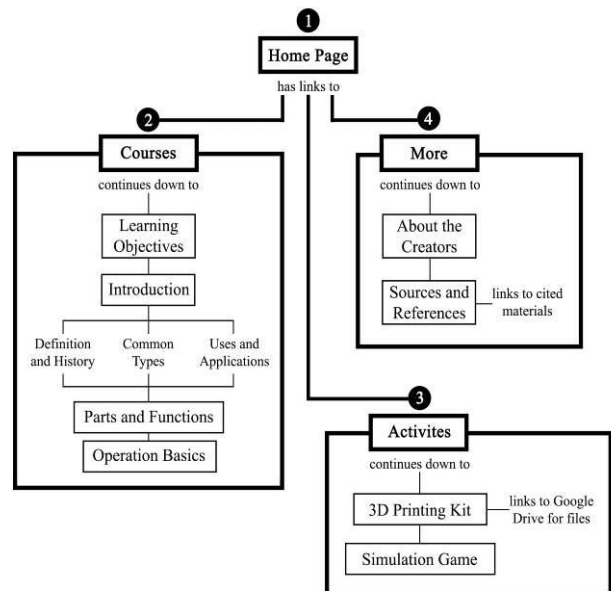 1
Home Page
has links to
2
Courses
continues down to
Learning
Objectives
Introduction
Definition
and History
Common
Types
Uses and
Applications
Parts and Functions
Operation Basics
4
More
continues down to
About the
Creators
Sources and
References
links to cited
materials
3
Activites
continues down to
3D Printing Kit
links to Google
Drive for files
Simulation Game